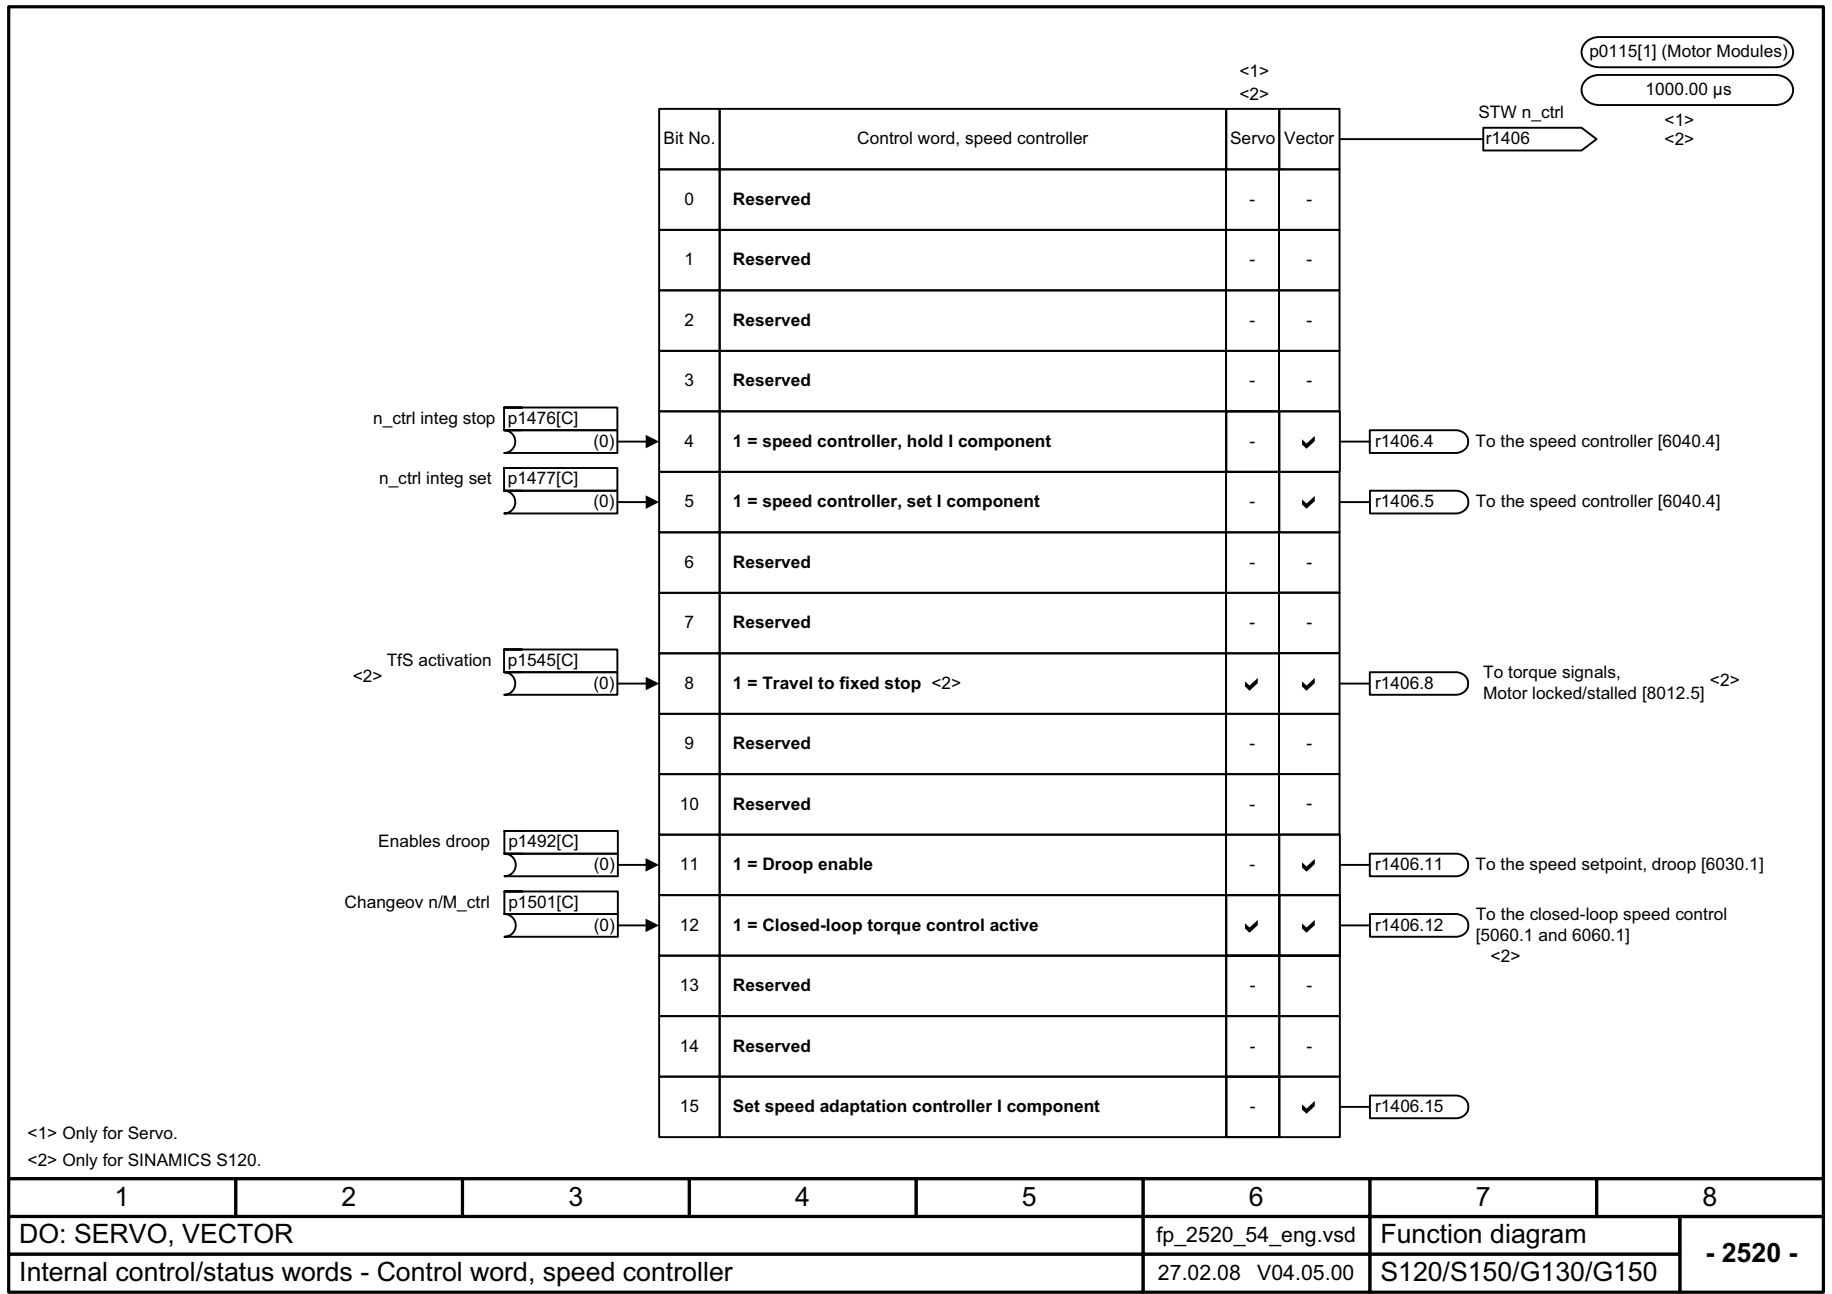 p0115[1] (Motor Modules)
1000.00 µs
<1>
<2>
<1>
<2>
STW n_ctrl
r1406
Bit No. Control word, speed controller Servo Vector
0 Reserved - -
1 Reserved - -
2 Reserved - -
3 Reserved - -
n_ctrl integ stop p1476[C]
(0) 4 1 = speed controller, hold I component - ✔ r1406.4 To the speed controller [6040.4]
n_ctrl integ set p1477[C]
(0) 5 1 = speed controller, set I component - ✔ r1406.5 To the speed controller [6040.4]
6 Reserved - -
7 Reserved - -
TfS activation p1545[C]
<2>
(0) 8 1 = Travel to fixed stop <2> ✔ ✔ r1406.8
To torque signals,
Motor locked/stalled [8012.5] <2>
9 Reserved - -
10 Reserved - -
Enables droop p1492[C]
(0) 11 1 = Droop enable - ✔ r1406.11 To the speed setpoint, droop [6030.1]
Changeov n/M_ctrl p1501[C]
(0) 12 1 = Closed-loop torque control active ✔ ✔ r1406.12
To the closed-loop speed control
[5060.1 and 6060.1]
<2>
13 Reserved - -
14 Reserved - -
15 Set speed adaptation controller I component - ✔ r1406.15
<1> Only for Servo.
<2> Only for SINAMICS S120.
1 2 3 4 5 6 7 8
DO: SERVO, VECTOR fp_2520_54_eng.vsd Function diagram
- 2520 -
Internal control/status words - Control word, speed controller 27.02.08 V04.05.00 S120/S150/G130/G150